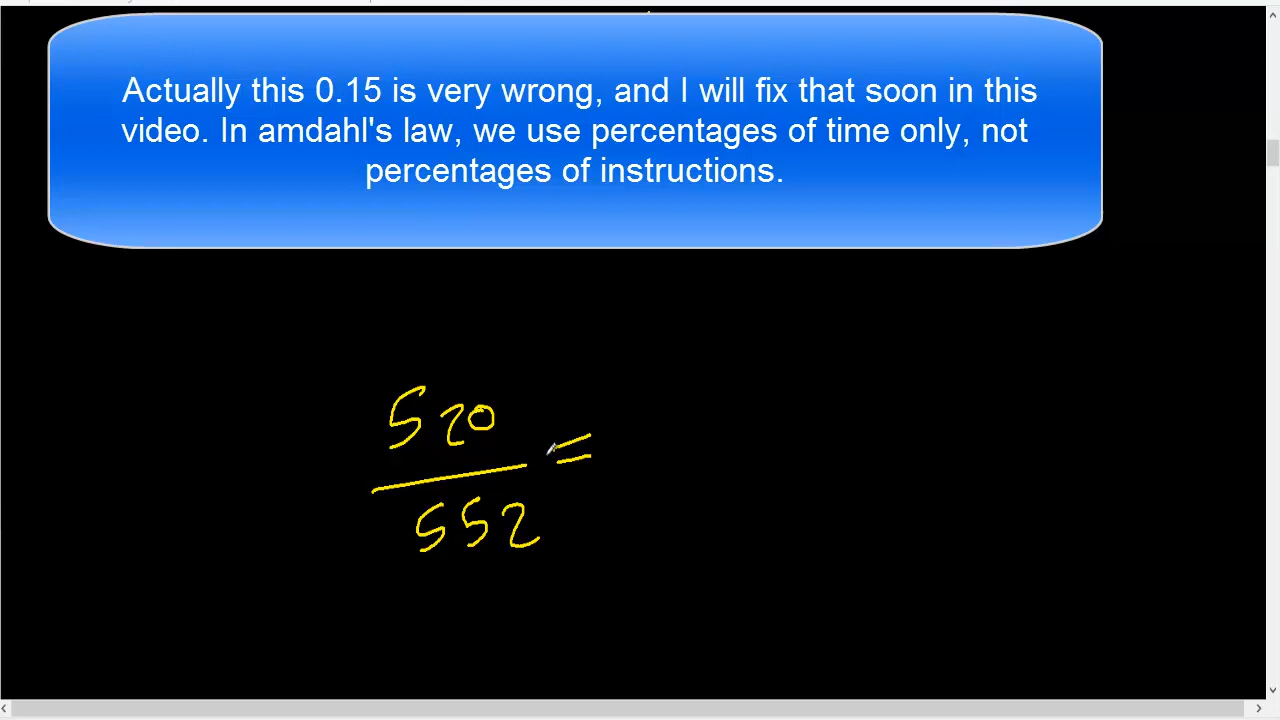 Actually this 0.15 is very wrong, and I will fix that soon in this
video. In amdahl's law, we use percentages of time only, not
percentages of instructions.
520
552
=